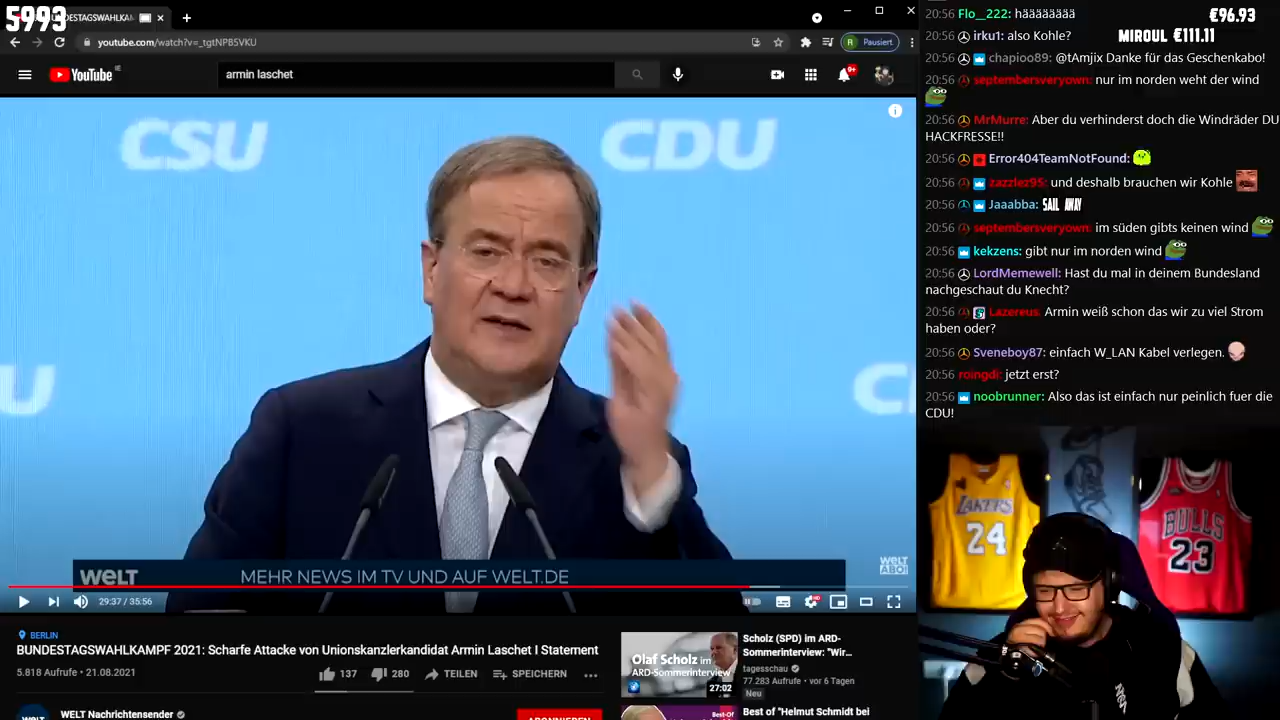 5993
BUNDESTAGSWAHLKAM
youtube.com/watch?v=_tgtNPB5VKU
R Pausiert
YouTube
armin laschet
9+
CSU CDU
WELT MEHR NEWS IM TV UND AUF WELT.DE
WELT
ABO!
29:37 / 35:56
HD
BERLIN
BUNDESTAGSWAHLKAMPF 2021: Scharfe Attacke von Unionskanzlerkandidat Armin Laschet I Statement
5.818 Aufrufe • 21.08.2021
137 280 TEILEN SPEICHERN
WELT Nachrichtensender
ABONNIEREN
Olaf Scholz im
ARD-Sommerinterview
27:02
Scholz (SPD) im ARD-
Sommerinterview: "Wir...
tagesschau
77.283 Aufrufe • vor 6 Tagen
Neu
Best-Of
Best of "Helmut Schmidt bei
€96.93
MIROUL €111.11
20:56 Flo__222: hääääääää
20:56 irku1: also Kohle?
20:56 chapioo89: @tAmjix Danke für das Geschenkabo!
20:56 septembersveryown: nur im norden weht der wind
20:56 MrMurre: Aber du verhinderst doch die Windräder DU
HACKFRESSE!!
20:56 Error404TeamNotFound:
20:56 zazzlez95: und deshalb brauchen wir Kohle
20:56 Jaaabba: SAIL AWAY
20:56 septembersveryown: im süden gibts keinen wind
20:56 kekzens: gibt nur im norden wind
20:56 LordMemewell: Hast du mal in deinem Bundesland
nachgeschaut du Knecht?
20:56 Lazereus: Armin weiß schon das wir zu viel Strom
haben oder?
20:56 Sveneboy87: einfach W_LAN Kabel verlegen.
20:56 roingdi: jetzt erst?
20:56 noobrunner: Also das ist einfach nur peinlich fuer die
CDU!
LAKERS
24
BULLS
23